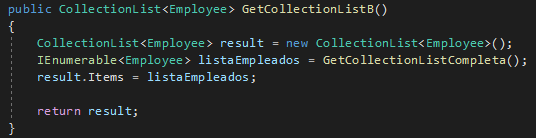 public CollectionList<Employee> GetCollectionListB()
{
CollectionList<Employee> result = new CollectionList<Employee>();
IEnumerable<Employee> listaEmpleados = GetCollectionListCompleta();
result.Items = listaEmpleados;
return result;
}